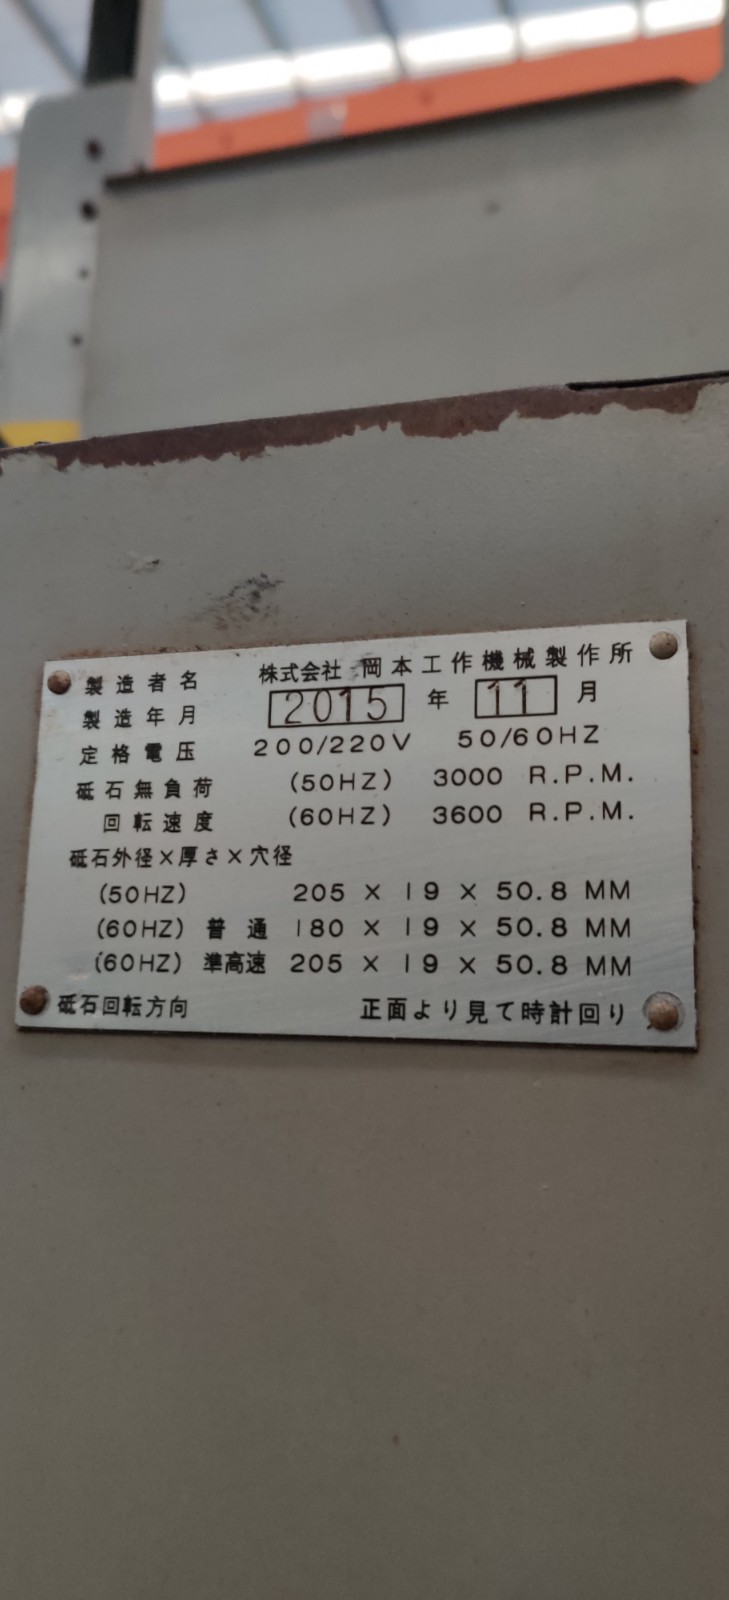 製造者名 株式会社 岡本工作機械製作所
製造年月 2015 年 11 月
定格電圧 200/220V 50/60HZ
砥石無負荷 (50HZ) 3000 R.P.M.
回転速度 (60HZ) 3600 R.P.M.
砥石外径×厚さ×穴径
(50HZ) 205 × 19 × 50.8 MM
(60HZ) 普通 180 × 19 × 50.8 MM
(60HZ) 準高速 205 × 19 × 50.8 MM
砥石回転方向 正面より見て時計回り